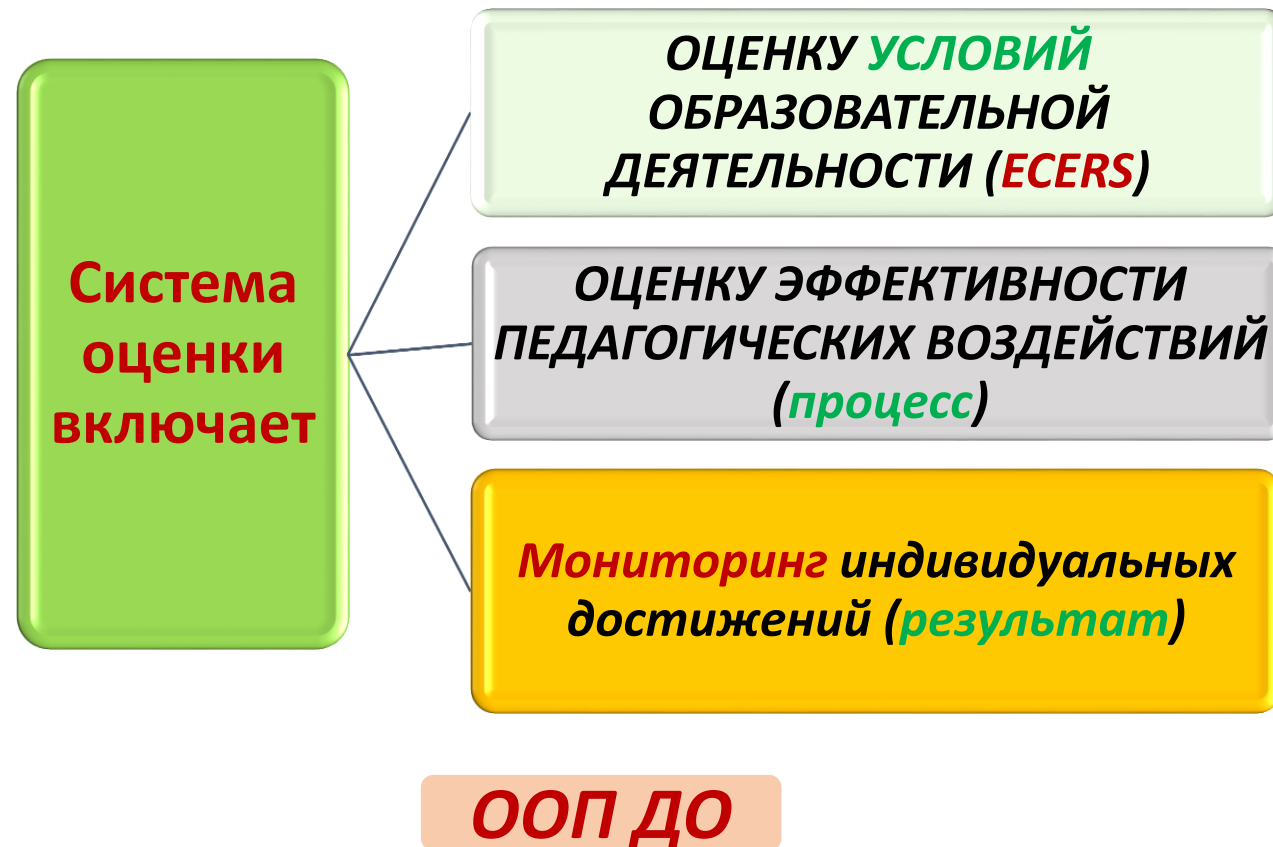 Система
оценки
включает
ОЦЕНКУ УСЛОВИЙ
ОБРАЗОВАТЕЛЬНОЙ
ДЕЯТЕЛЬНОСТИ (ECERS)
ОЦЕНКУ ЭФФЕКТИВНОСТИ
ПЕДАГОГИЧЕСКИХ ВОЗДЕЙСТВИЙ
(процесс)
Мониторинг индивидуальных
достижений (результат)
ООП ДО